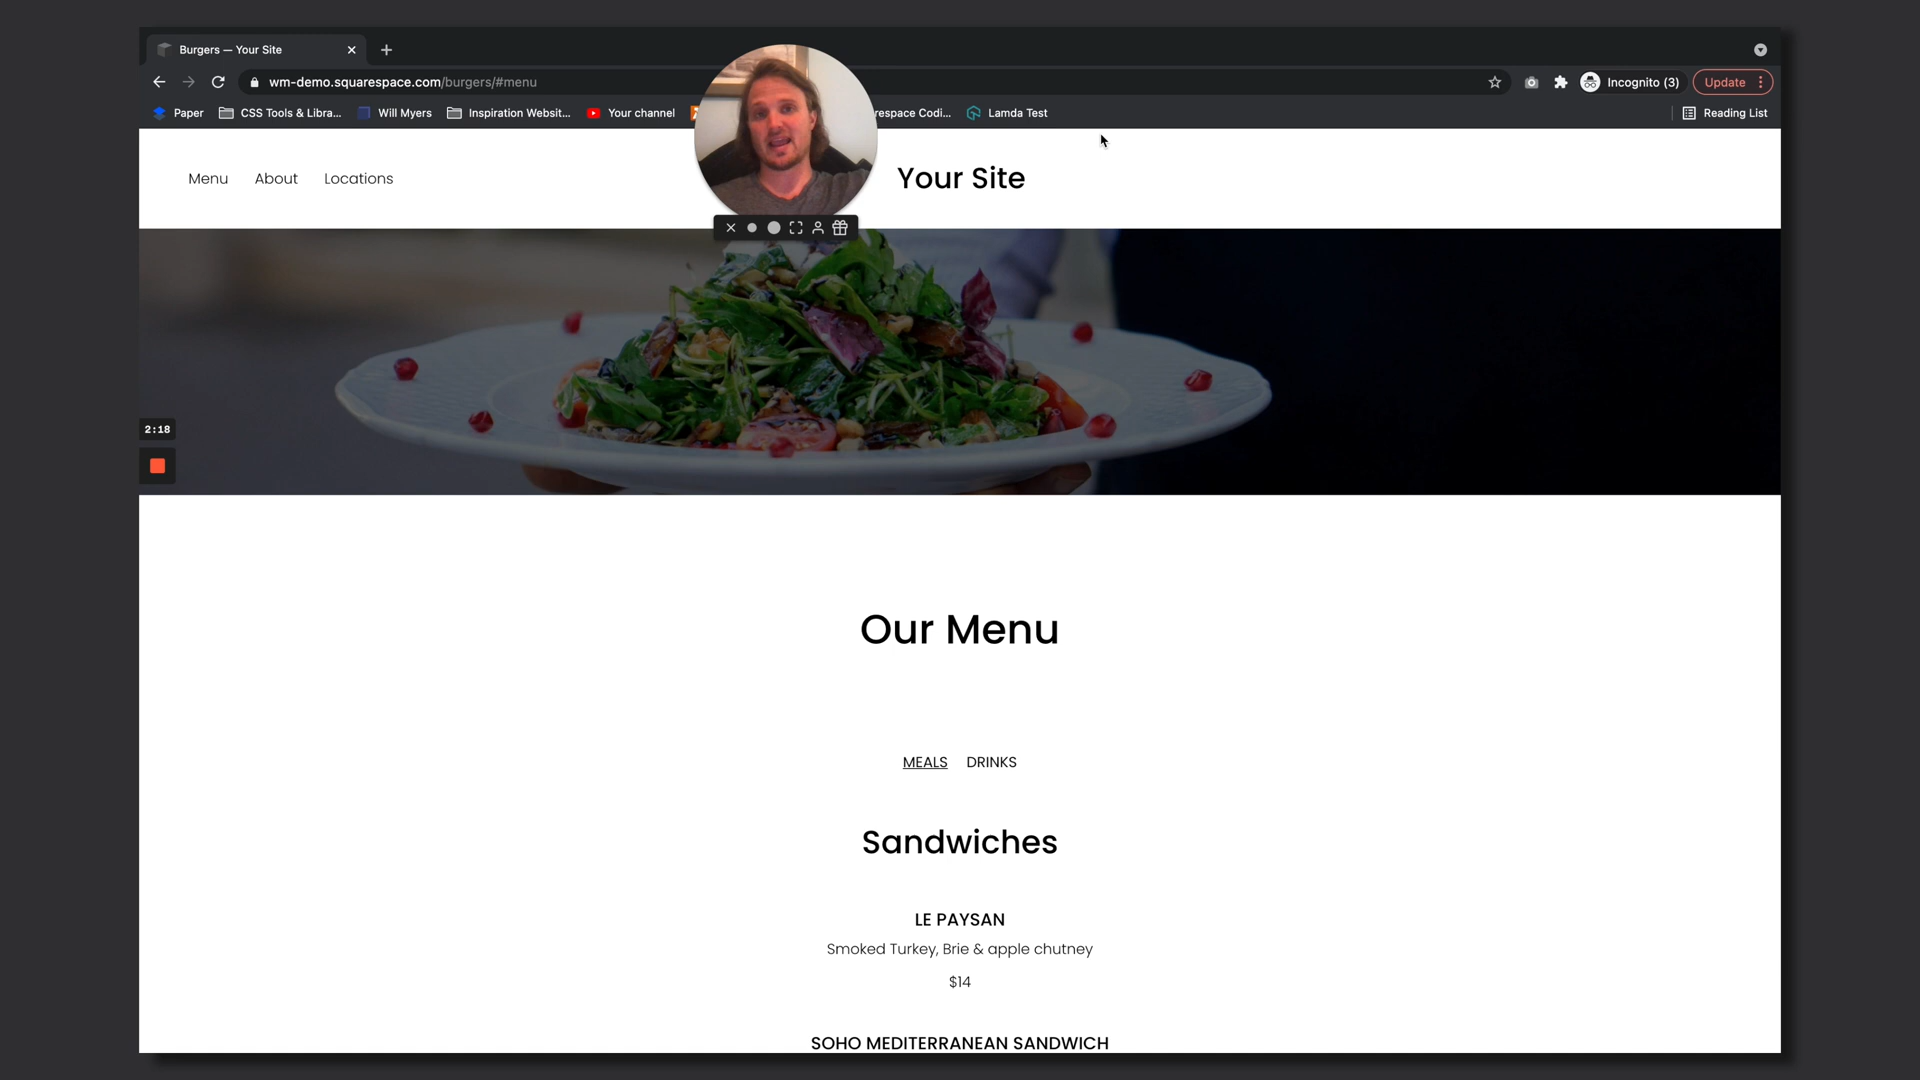 Burgers — Your Site
wm-demo.squarespace.com/burgers/#menu
Incognito (3)
Update
Paper
CSS Tools & Libra...
Will Myers
Inspiration Websit...
Your channel
respace Codi...
Lamda Test
Reading List
Menu
About
Locations
Your Site
2:18
Our Menu
MEALS
DRINKS
Sandwiches
LE PAYSAN
Smoked Turkey, Brie & apple chutney
$14
SOHO MEDITERRANEAN SANDWICH